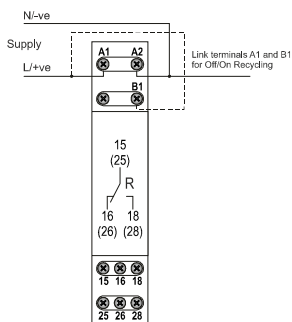 N/-ve
Supply
L/+ve
A1 A2
Link terminals A1 and B1
for Off/On Recycling
B1
15
(25)
R
16 18
(26) (28)
15 16 18
25 26 28